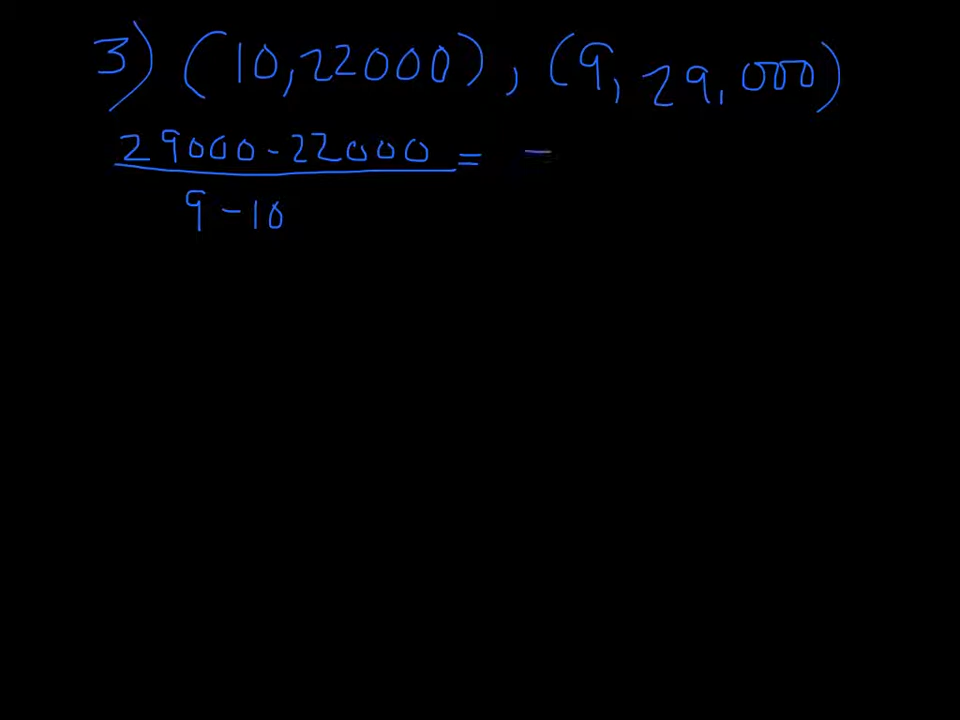 3) (10,22000), (9, 29,000)
29000-22000 =
9-10